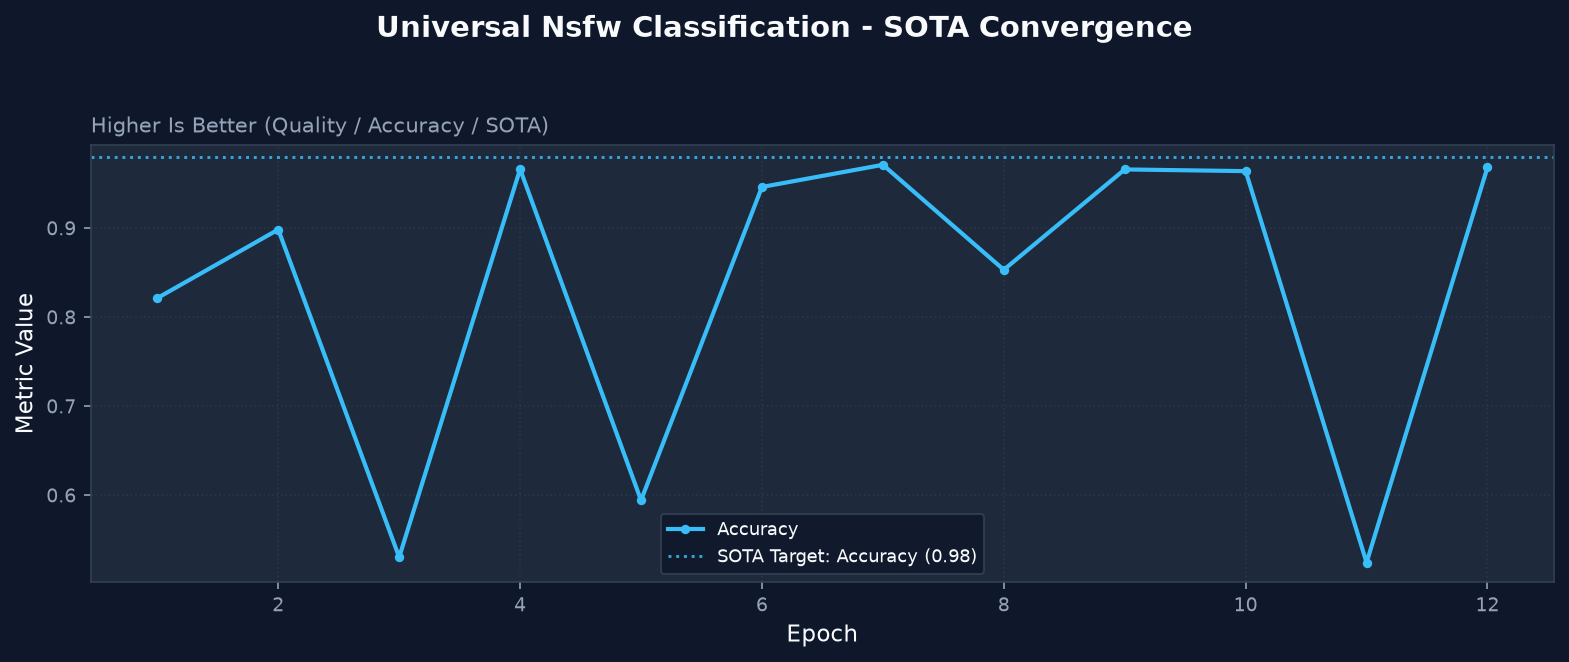 Universal Nsfw Classification - SOTA Convergence
Higher Is Better (Quality / Accuracy / SOTA)
Metric Value
0.9
0.8
0.7
0.6
Accuracy
SOTA Target: Accuracy (0.98)
2 4 6 8 10 12
Epoch